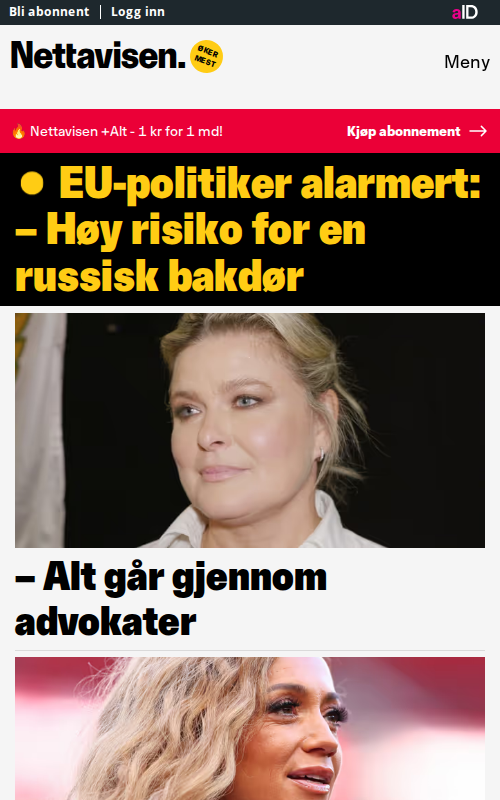 Bli abonnent | Logg inn
aID
Nettavisen.
ØKER
MEST
Meny
🔥 Nettavisen +Alt - 1 kr for 1 md!
Kjøp abonnement →
● EU-politiker alarmert:
– Høy risiko for en
russisk bakdør
– Alt går gjennom
advokater